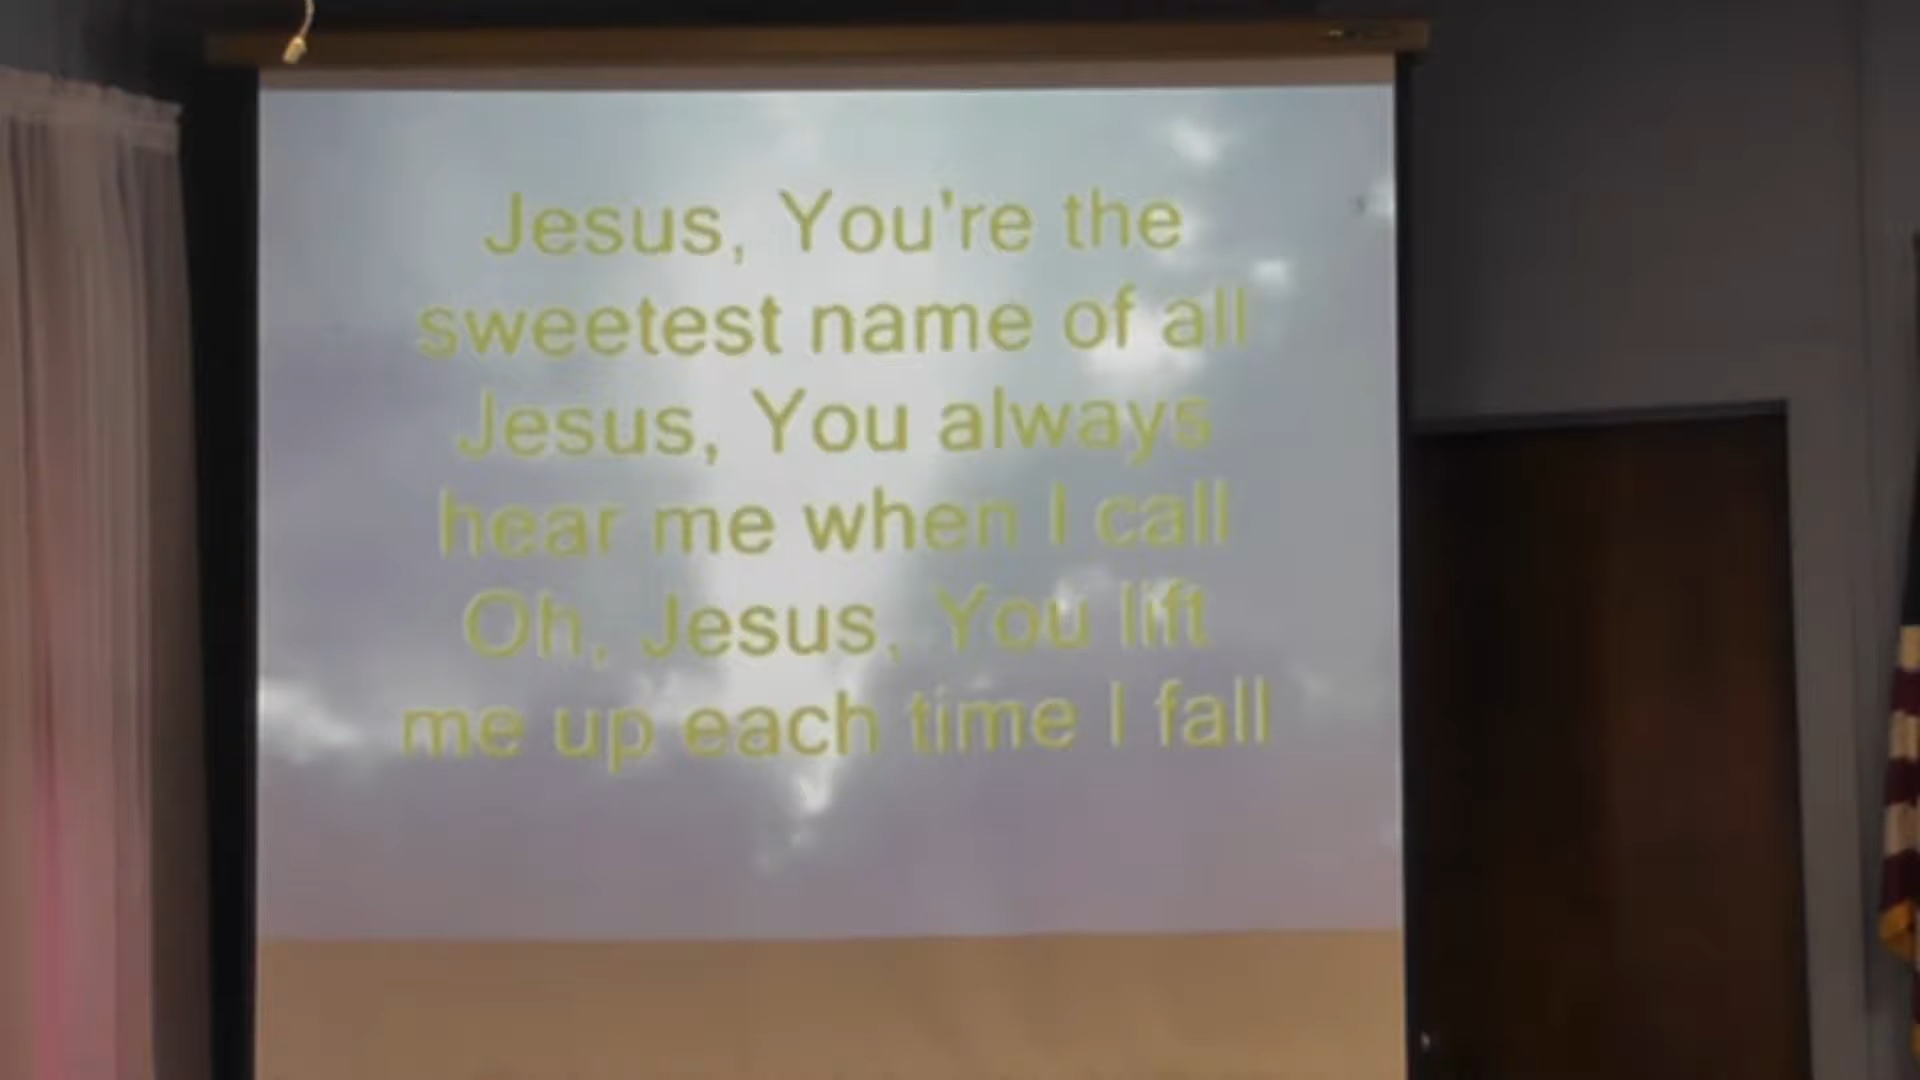 Jesus, You're the
sweetest name of all
Jesus, You always
hear me when I call
Oh, Jesus, You lift
me up each time I fall